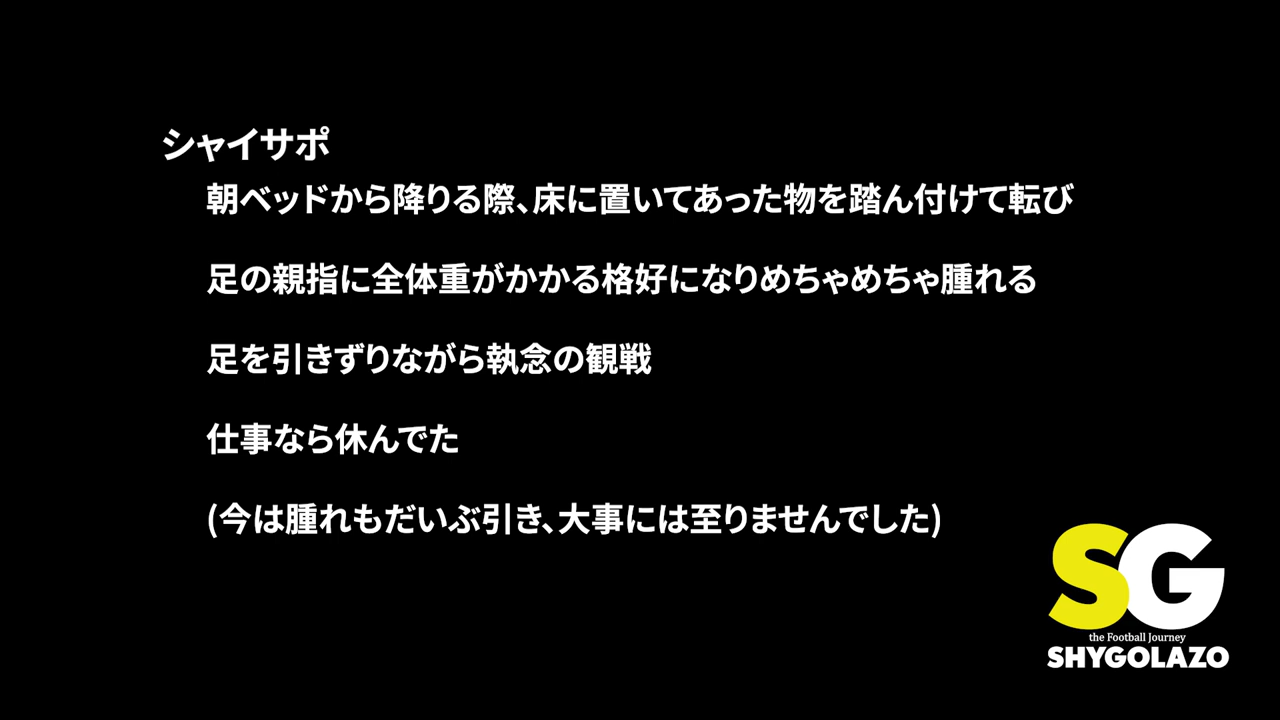 シャイサポ
朝ベッドから降りる際、床に置いてあった物を踏ん付けて転び
足の親指に全体重がかかる格好になりめちゃめちゃ腫れる
足を引きずりながら執念の観戦
仕事なら休んでた
(今は腫れもだいぶ引き、大事には至りませんでした)
SG
the Football Journey
SHYGOLAZO